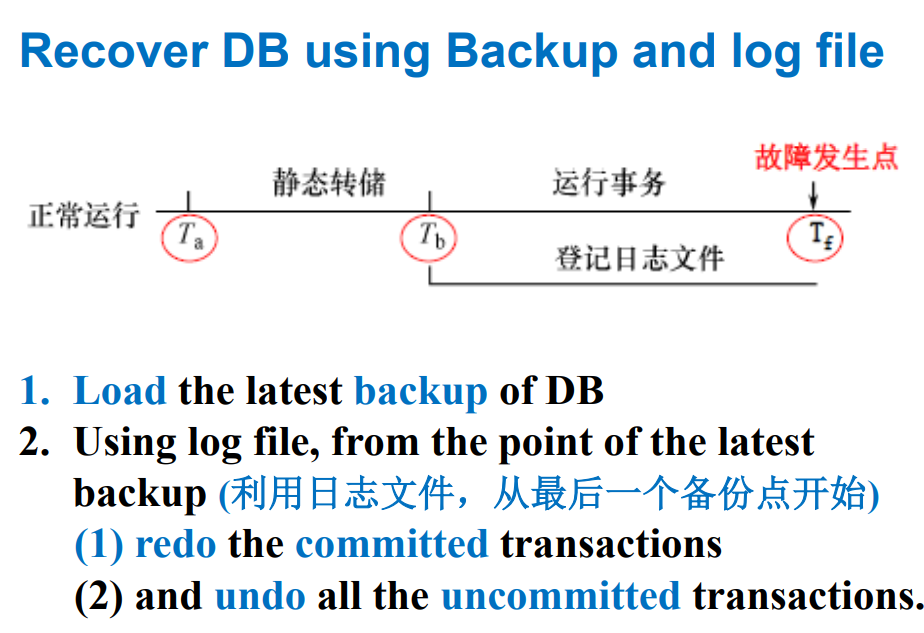 Recover DB using Backup and log file
故障发生点
静态转储
运行事务
正常运行
Ta
Tb
Tf
登记日志文件
1. Load the latest backup of DB
2. Using log file, from the point of the latest
backup (利用日志文件，从最后一个备份点开始)
(1) redo the committed transactions
(2) and undo all the uncommitted transactions.